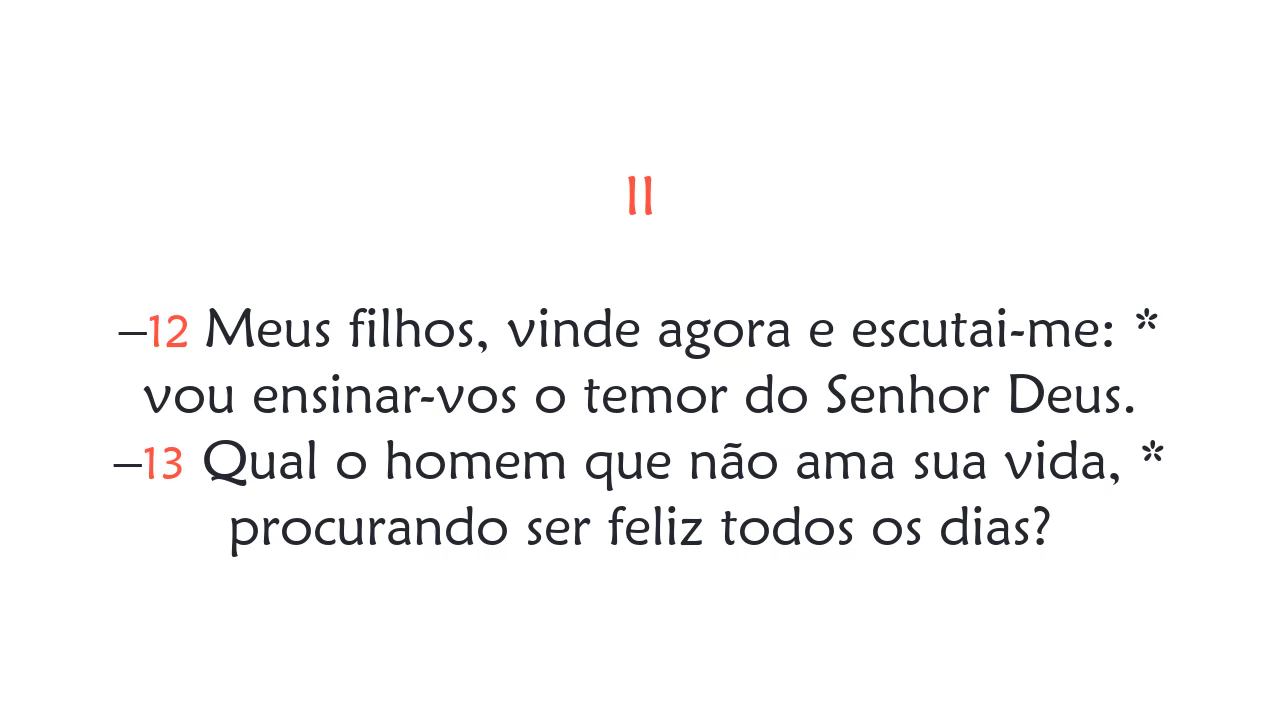 II
–12 Meus filhos, vinde agora e escutai-me: *
vou ensinar-vos o temor do Senhor Deus.
–13 Qual o homem que não ama sua vida, *
procurando ser feliz todos os dias?